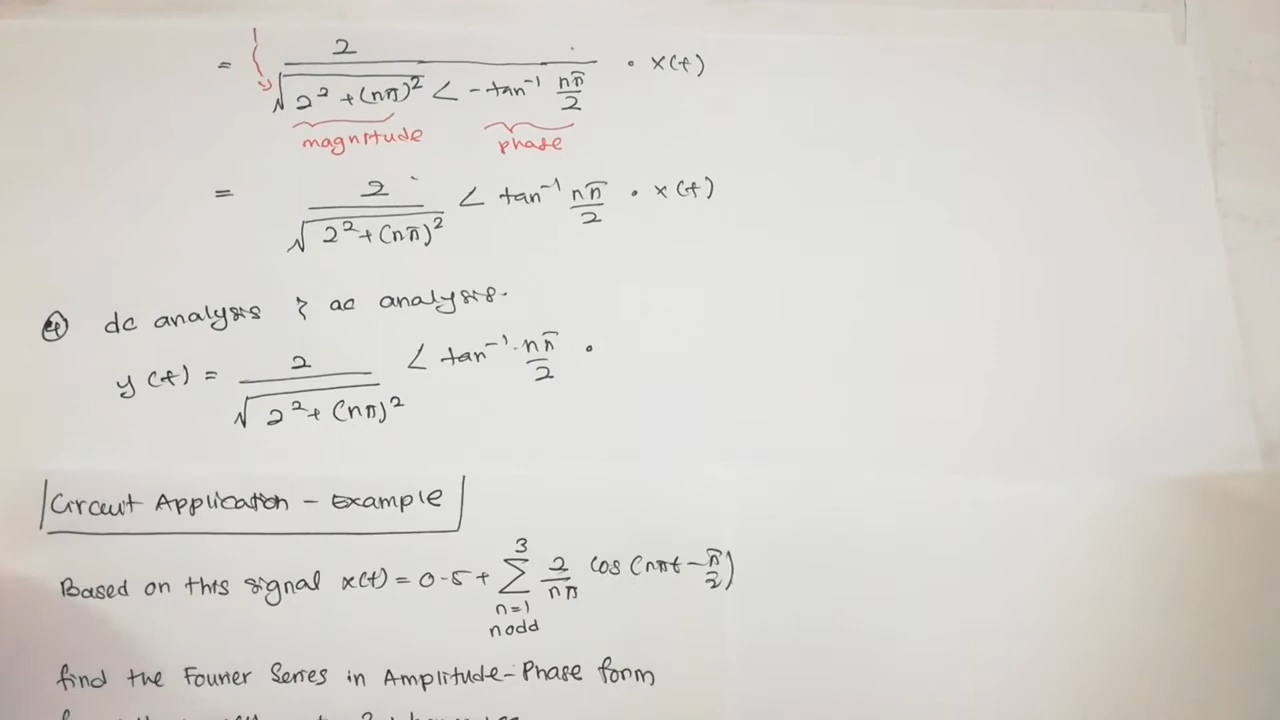 = 2 / √(2² + (nπ)²) ∠ -tan⁻¹ nπ/2 · x(t)
magnitude phase
= 2 / √(2² + (nπ)²) ∠ tan⁻¹ nπ/2 · x(t)
④ dc analysis & ac analysis.
y(t) = 2 / √(2² + (nπ)²) ∠ tan⁻¹ nπ/2 ·
Circuit Application - Example
Based on this signal x(t) = 0.5 + 3 Σ n=1 n odd 2/nπ cos(nπt - π/2)
find the Fourier Series in Amplitude-Phase form